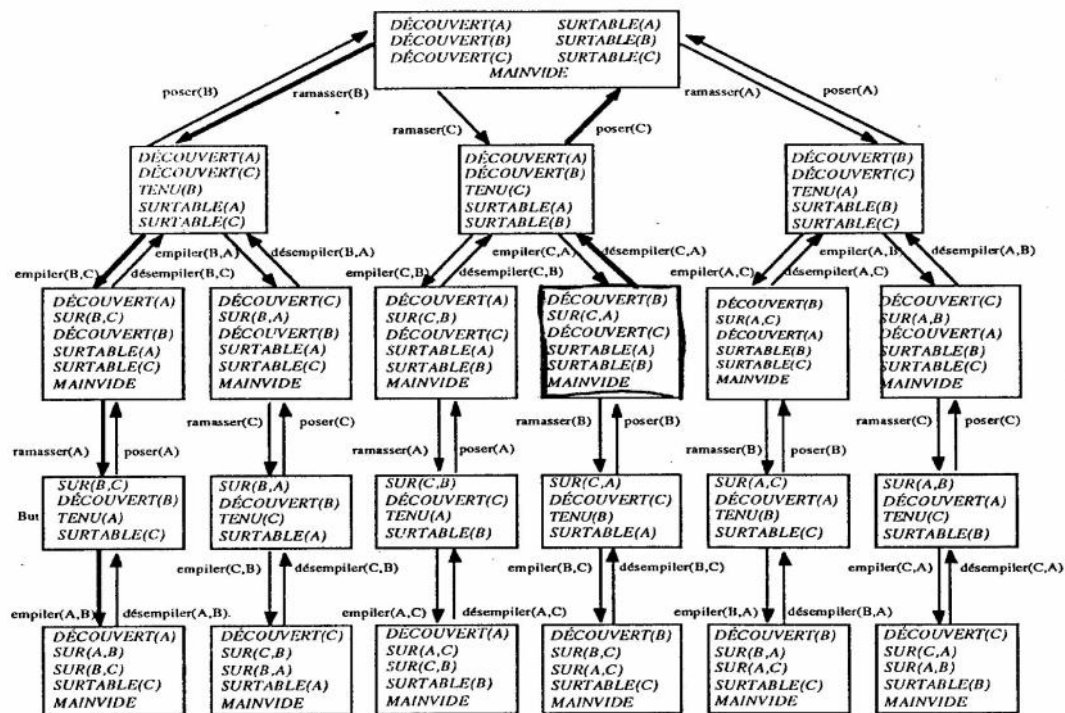 DÉCOUVERT(A) SURTABLE(A)
DÉCOUVERT(B) SURTABLE(B)
DÉCOUVERT(C) SURTABLE(C)
MAINVIDE
poser(B)
ramasser(B)
ramaser(C)
poser(C)
ramasser(A)
poser(A)
DÉCOUVERT(A)
DÉCOUVERT(C)
TENU(B)
SURTABLE(A)
SURTABLE(C)
DÉCOUVERT(A)
DÉCOUVERT(B)
TENU(C)
SURTABLE(A)
SURTABLE(B)
DÉCOUVERT(B)
DÉCOUVERT(C)
TENU(A)
SURTABLE(B)
SURTABLE(C)
empiler(B,C)
désempiler(B,C)
empiler(B,A)
désempiler(B,A)
empiler(C,B)
désempiler(C,B)
empiler(C,A)
désempiler(C,A)
empiler(A,C)
désempiler(A,C)
empiler(A,B)
désempiler(A,B)
DÉCOUVERT(A)
SUR(B,C)
DÉCOUVERT(B)
SURTABLE(A)
SURTABLE(C)
MAINVIDE
DÉCOUVERT(C)
SUR(B,A)
DÉCOUVERT(B)
SURTABLE(A)
SURTABLE(C)
MAINVIDE
DÉCOUVERT(A)
SUR(C,B)
DÉCOUVERT(C)
SURTABLE(A)
SURTABLE(B)
MAINVIDE
DÉCOUVERT(B)
SUR(C,A)
DÉCOUVERT(C)
SURTABLE(A)
SURTABLE(B)
MAINVIDE
DÉCOUVERT(B)
SUR(A,C)
DÉCOUVERT(A)
SURTABLE(B)
SURTABLE(C)
MAINVIDE
DÉCOUVERT(C)
SUR(A,B)
DÉCOUVERT(A)
SURTABLE(B)
SURTABLE(C)
MAINVIDE
ramasser(A)
poser(A)
ramasser(C)
poser(C)
ramasser(A)
poser(A)
ramasser(B)
poser(B)
ramasser(B)
poser(B)
ramasser(C)
poser(C)
But
SUR(B,C)
DÉCOUVERT(B)
TENU(A)
SURTABLE(C)
SUR(B,A)
DÉCOUVERT(B)
TENU(C)
SURTABLE(A)
SUR(C,B)
DÉCOUVERT(C)
TENU(A)
SURTABLE(B)
SUR(C,A)
DÉCOUVERT(C)
TENU(B)
SURTABLE(A)
SUR(A,C)
DÉCOUVERT(A)
TENU(B)
SURTABLE(C)
SUR(A,B)
DÉCOUVERT(A)
TENU(C)
SURTABLE(B)
empiler(A,B)
désempiler(A,B).
empiler(C,B)
désempiler(C,B)
empiler(A,C)
désempiler(A,C)
empiler(B,C)
désempiler(B,C)
empiler(B,A)
désempiler(B,A)
empiler(C,A)
désempiler(C,A)
DÉCOUVERT(A)
SUR(A,B)
SUR(B,C)
SURTABLE(C)
MAINVIDE
DÉCOUVERT(C)
SUR(C,B)
SUR(B,A)
SURTABLE(A)
MAINVIDE
DÉCOUVERT(A)
SUR(A,C)
SUR(C,B)
SURTABLE(B)
MAINVIDE
DÉCOUVERT(B)
SUR(B,C)
SUR(A,C)
SURTABLE(C)
MAINVIDE
DÉCOUVERT(B)
SUR(B,A)
SUR(A,C)
SURTABLE(C)
MAINVIDE
DÉCOUVERT(C)
SUR(C,A)
SUR(A,B)
SURTABLE(B)
MAINVIDE